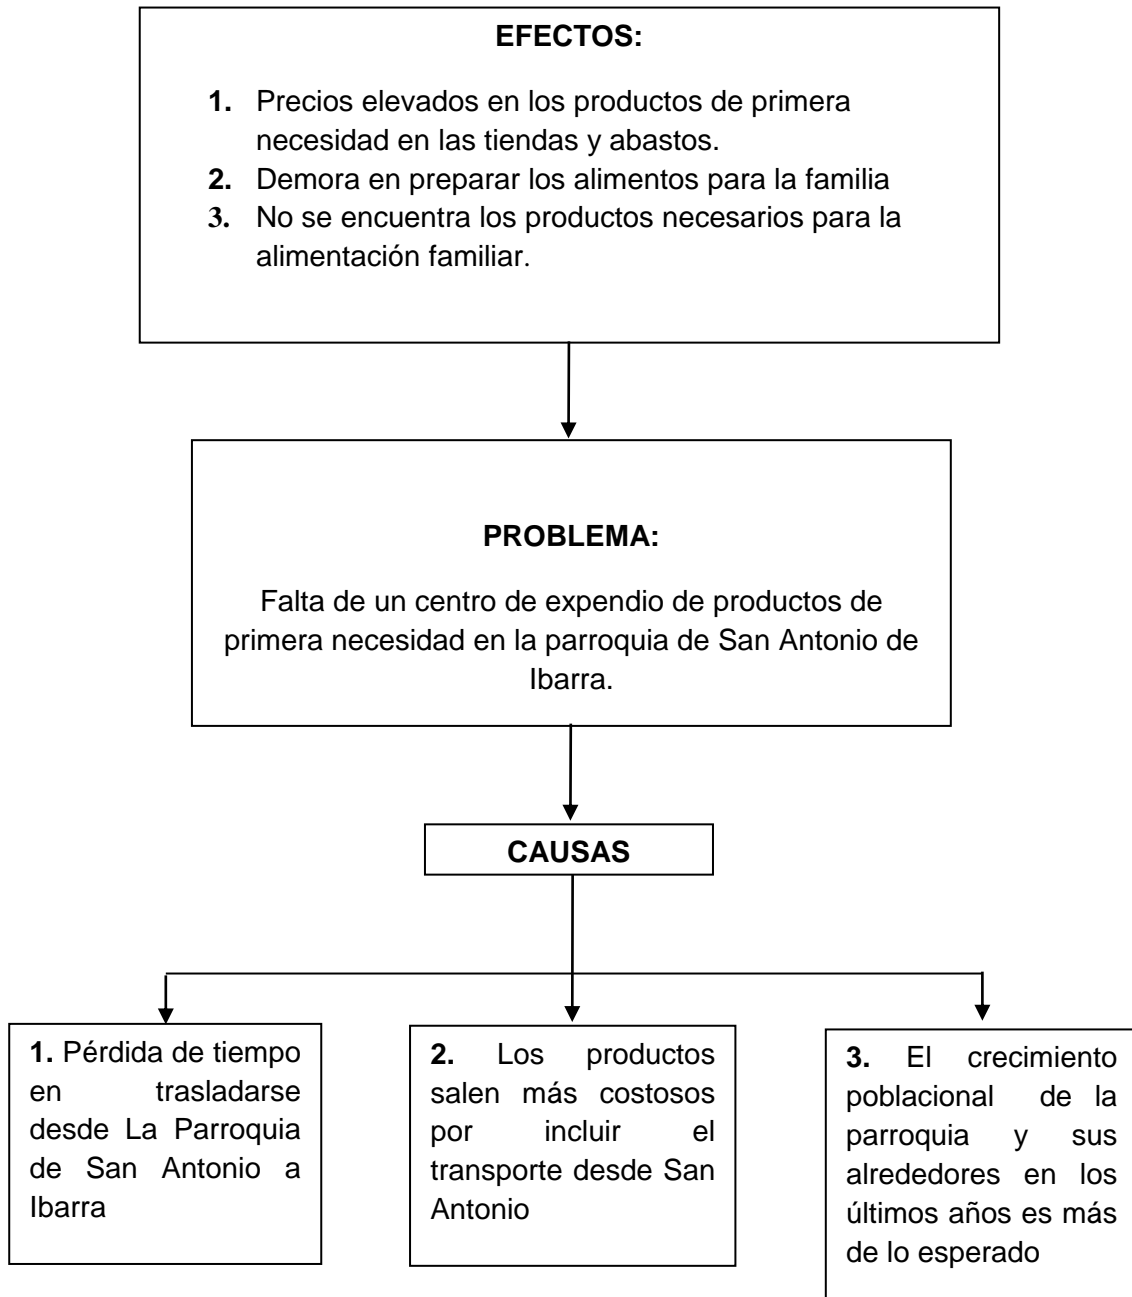 EFECTOS:
1. Precios elevados en los productos de primera
necesidad en las tiendas y abastos.
2. Demora en preparar los alimentos para la familia
3. No se encuentra los productos necesarios para la
alimentación familiar.
PROBLEMA:
Falta de un centro de expendio de productos de
primera necesidad en la parroquia de San Antonio de
Ibarra.
CAUSAS
1. Pérdida de tiempo
en trasladarse
desde La Parroquia
de San Antonio a
Ibarra
2. Los productos
salen más costosos
por incluir el
transporte desde San
Antonio
3. El crecimiento
poblacional de la
parroquia y sus
alrededores en los
últimos años es más
de lo esperado